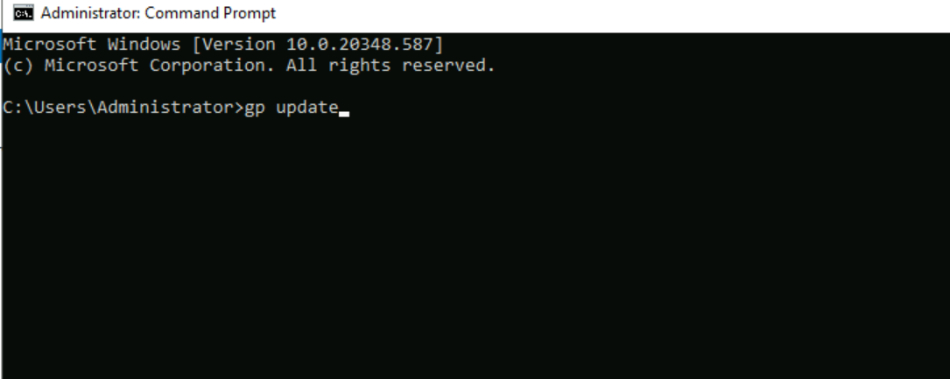 Administrator: Command Prompt
Microsoft Windows [Version 10.0.20348.587]
(c) Microsoft Corporation. All rights reserved.
C:\Users\Administrator>gp update